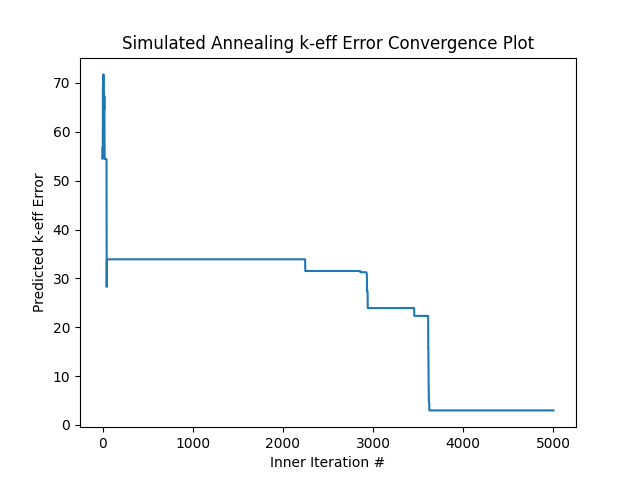 Simulated Annealing k-eff Error Convergence Plot
70
60
50
40
30
20
10
0
Predicted k-eff Error
0 1000 2000 3000 4000 5000
Inner Iteration #